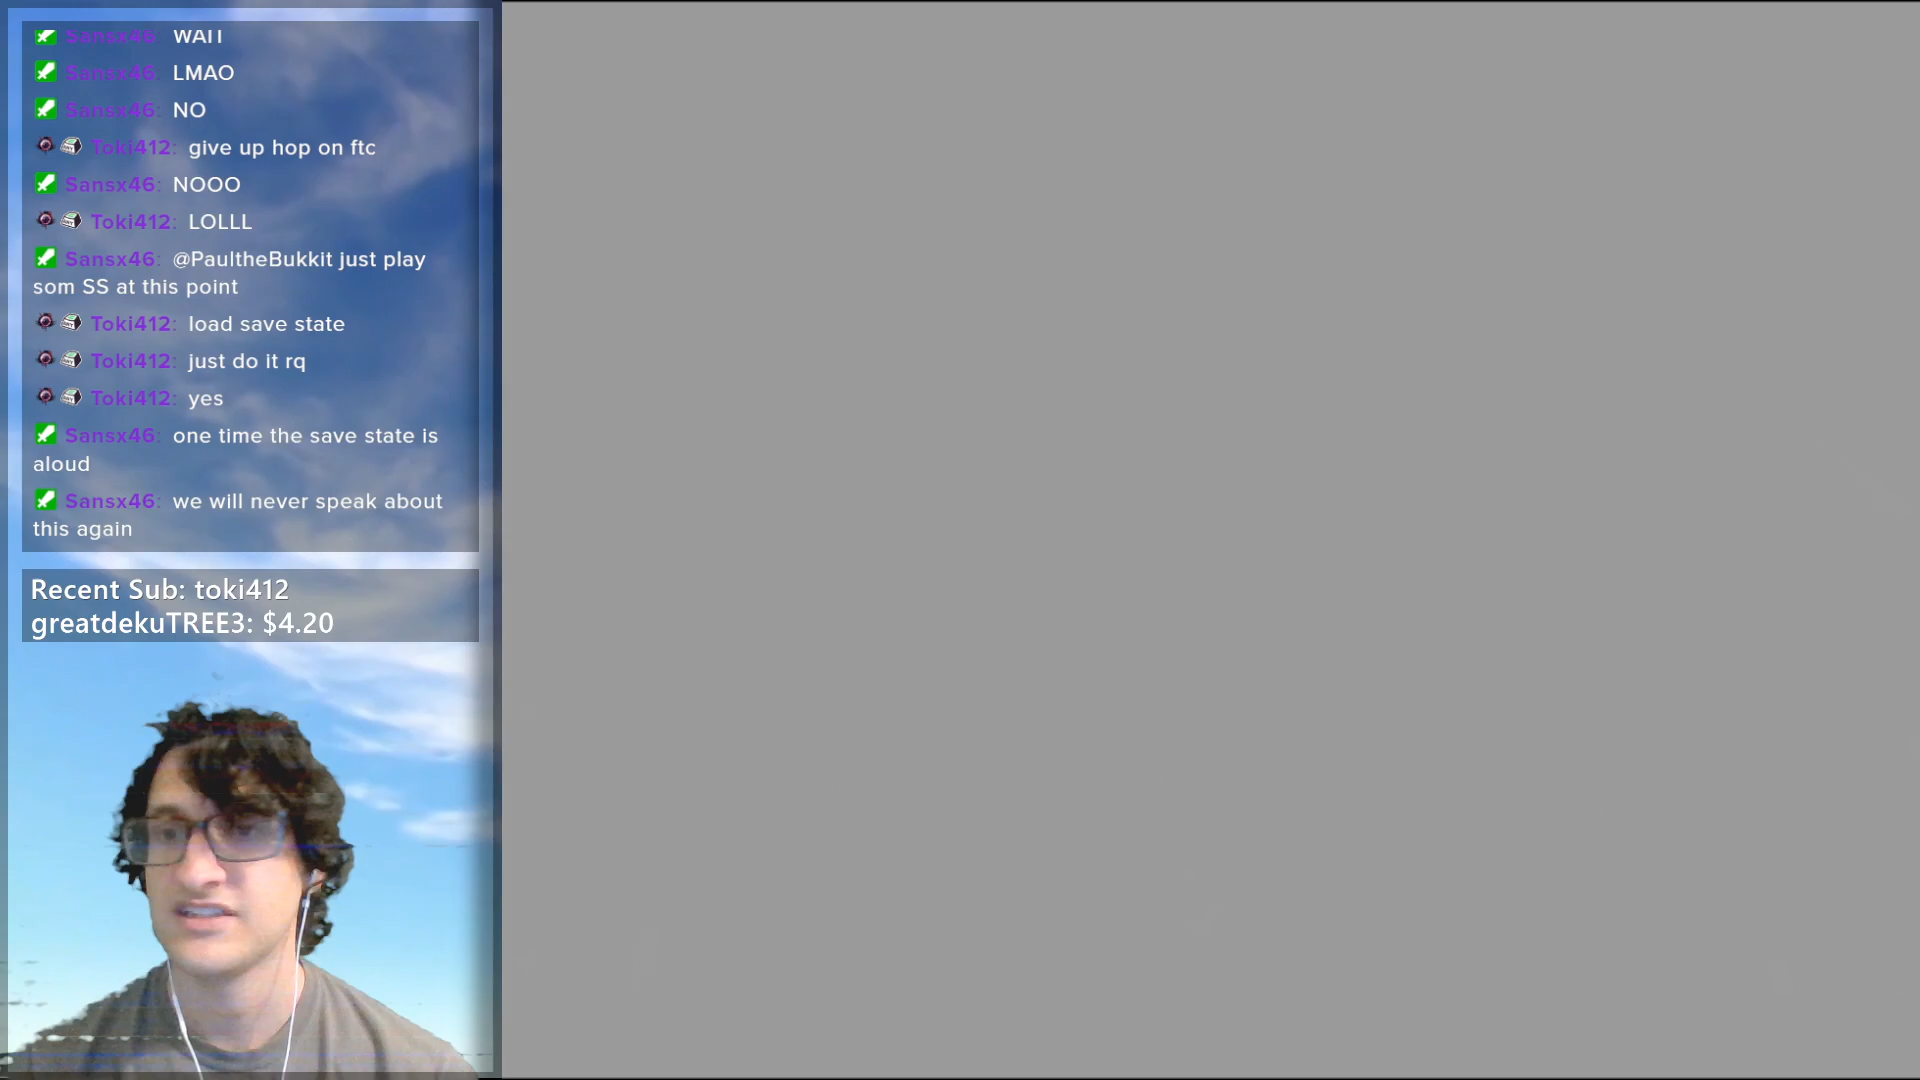 Sansx46: WAIT
Sansx46: LMAO
Sansx46: NO
Toki412: give up hop on ftc
Sansx46: NOOO
Toki412: LOLLL
Sansx46: @PaultheBukkit just play
som SS at this point
Toki412: load save state
Toki412: just do it rq
Toki412: yes
Sansx46: one time the save state is
aloud
Sansx46: we will never speak about
this again
Recent Sub: toki412
greatdekuTREE3: $4.20